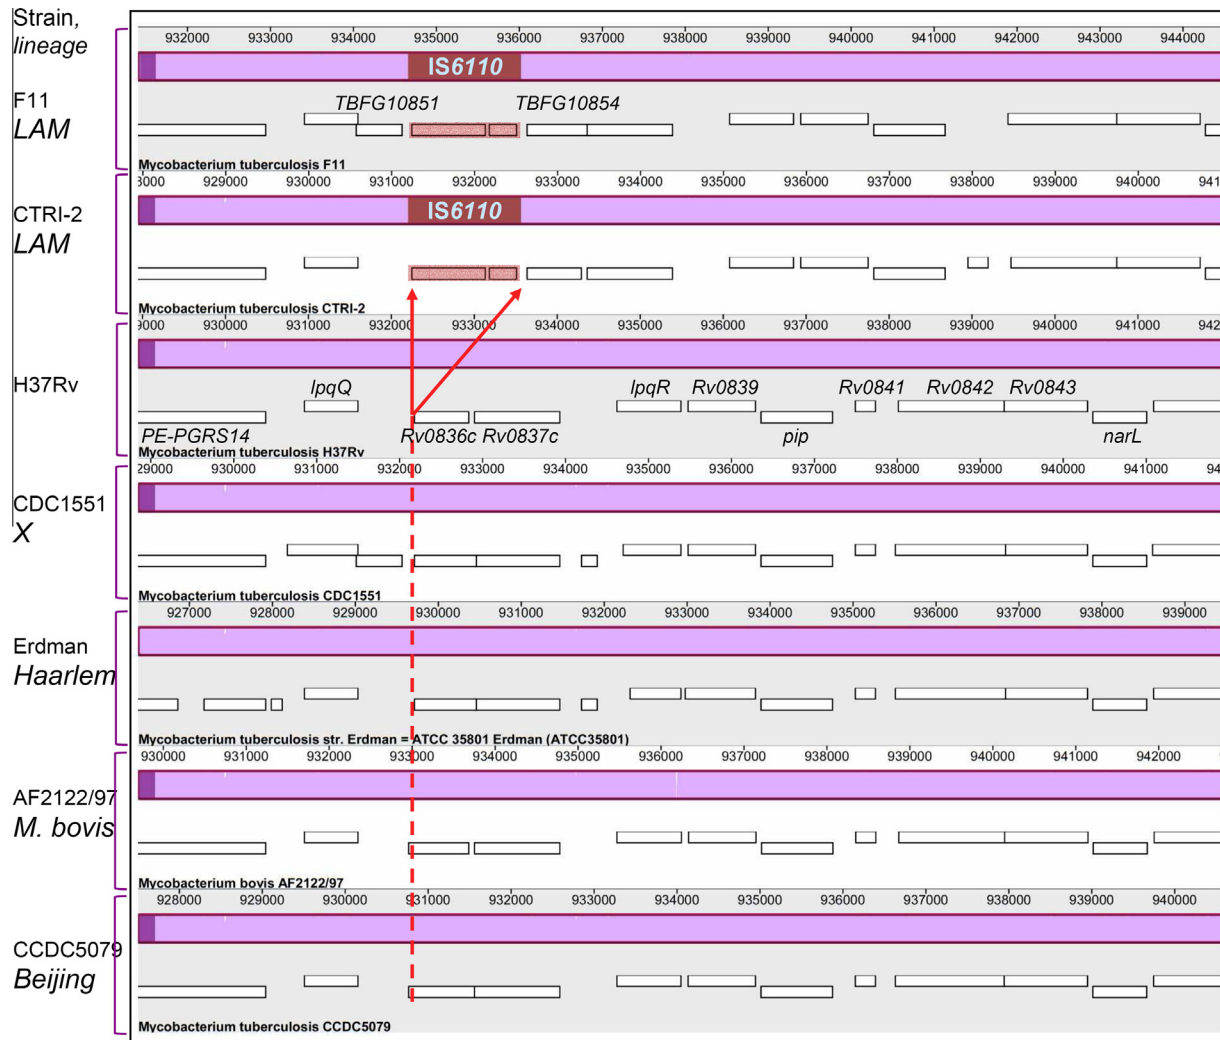 Strain,
lineage
932000 933000 934000 935000 936000 937000 938000 939000 940000 941000 942000 943000 944000
IS6110
F11
LAM
TBFG10851 TBFG10854
Mycobacterium tuberculosis F11
3000 929000 930000 931000 932000 933000 934000 935000 936000 937000 938000 939000 940000 941
CTRI-2
LAM
IS6110
Mycobacterium tuberculosis CTRI-2
9000 930000 931000 932000 933000 934000 935000 936000 937000 938000 939000 940000 941000 942
H37Rv
lpqQ lpqR Rv0839 Rv0841 Rv0842 Rv0843
PE-PGRS14 Rv0836c Rv0837c pip narL
Mycobacterium tuberculosis H37Rv
29000 930000 931000 932000 933000 934000 935000 936000 937000 938000 939000 940000 941000 94
CDC1551
X
Mycobacterium tuberculosis CDC1551
927000 928000 929000 930000 931000 932000 933000 934000 935000 936000 937000 938000 939000
Erdman
Haarlem
Mycobacterium tuberculosis str. Erdman = ATCC 35801 Erdman (ATCC35801)
930000 931000 932000 933000 934000 935000 936000 937000 938000 939000 940000 941000 942000
AF2122/97
M. bovis
Mycobacterium bovis AF2122/97
928000 929000 930000 931000 932000 933000 934000 935000 936000 937000 938000 939000 940000
CCDC5079
Beijing
Mycobacterium tuberculosis CCDC5079